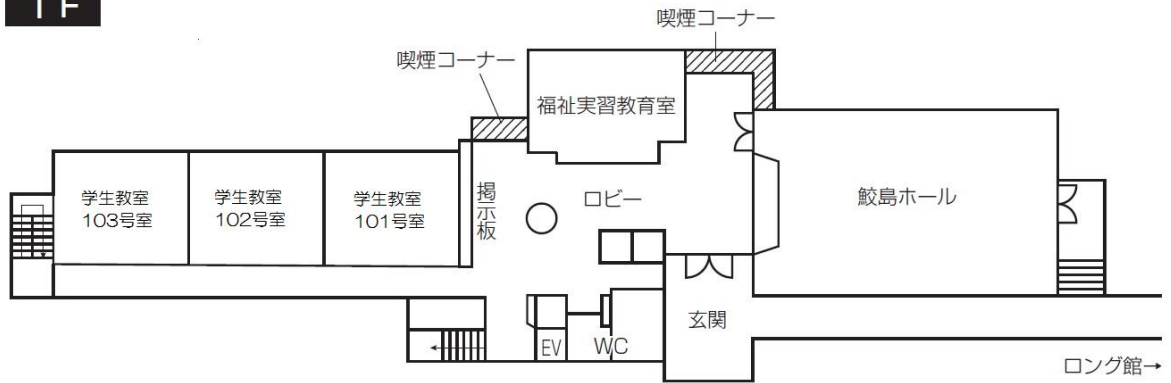 1F
喫煙コーナー
喫煙コーナー
福祉実習教育室
学生教室
103号室
学生教室
102号室
学生教室
101号室
掲示板
ロビー
鮫島ホール
玄関
EV
WC
ロング館→